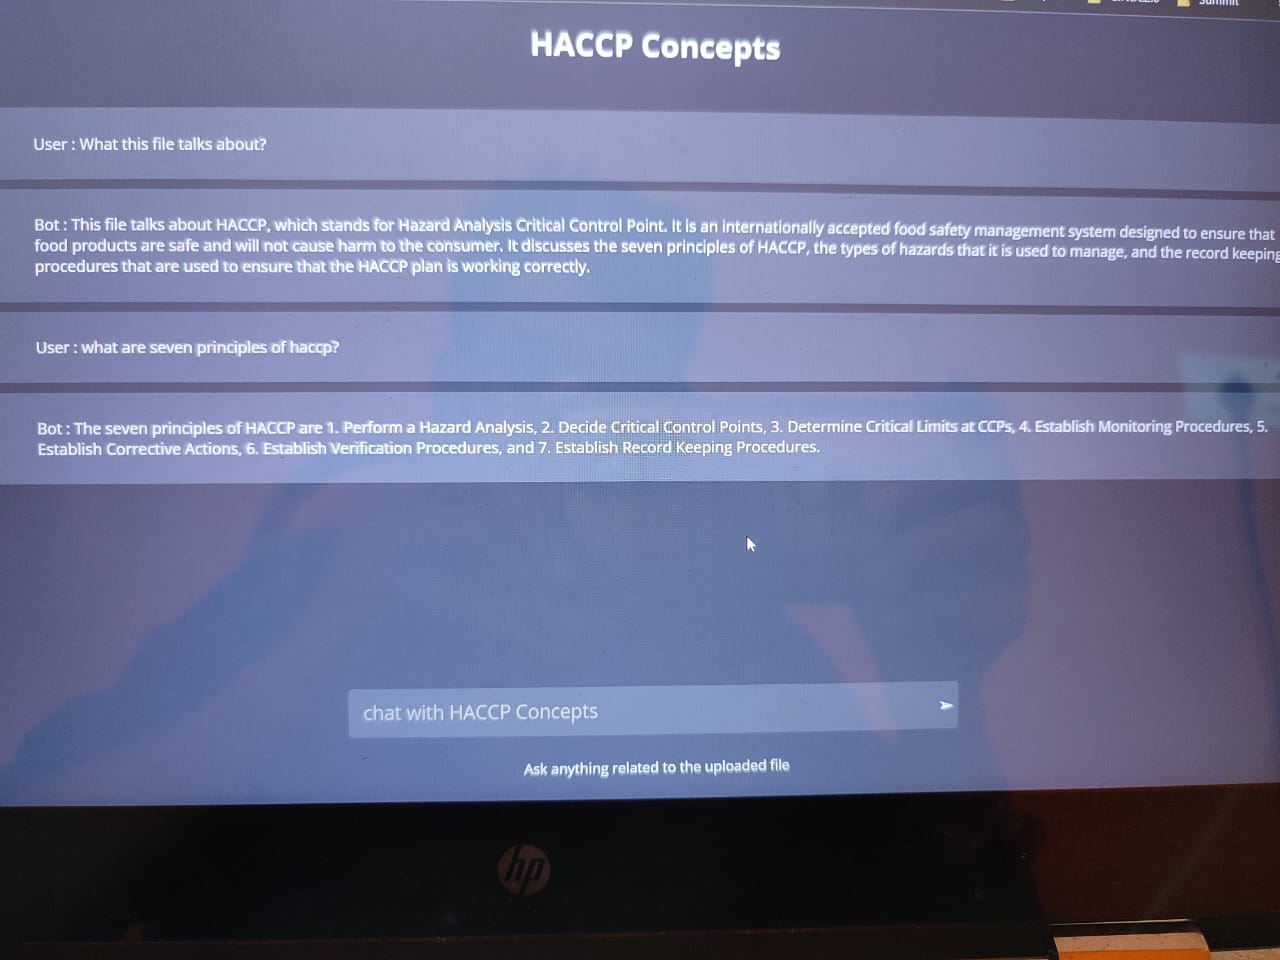 Summit
HACCP Concepts
User : What this file talks about?
Bot : This file talks about HACCP, which stands for Hazard Analysis Critical Control Point. It is an internationally accepted food safety management system designed to ensure that
food products are safe and will not cause harm to the consumer. It discusses the seven principles of HACCP, the types of hazards that it is used to manage, and the record keeping
procedures that are used to ensure that the HACCP plan is working correctly.
User : what are seven principles of haccp?
Bot : The seven principles of HACCP are 1. Perform a Hazard Analysis, 2. Decide Critical Control Points, 3. Determine Critical Limits at CCPs, 4. Establish Monitoring Procedures, 5.
Establish Corrective Actions, 6. Establish Verification Procedures, and 7. Establish Record Keeping Procedures.
chat with HACCP Concepts
Ask anything related to the uploaded file
hp